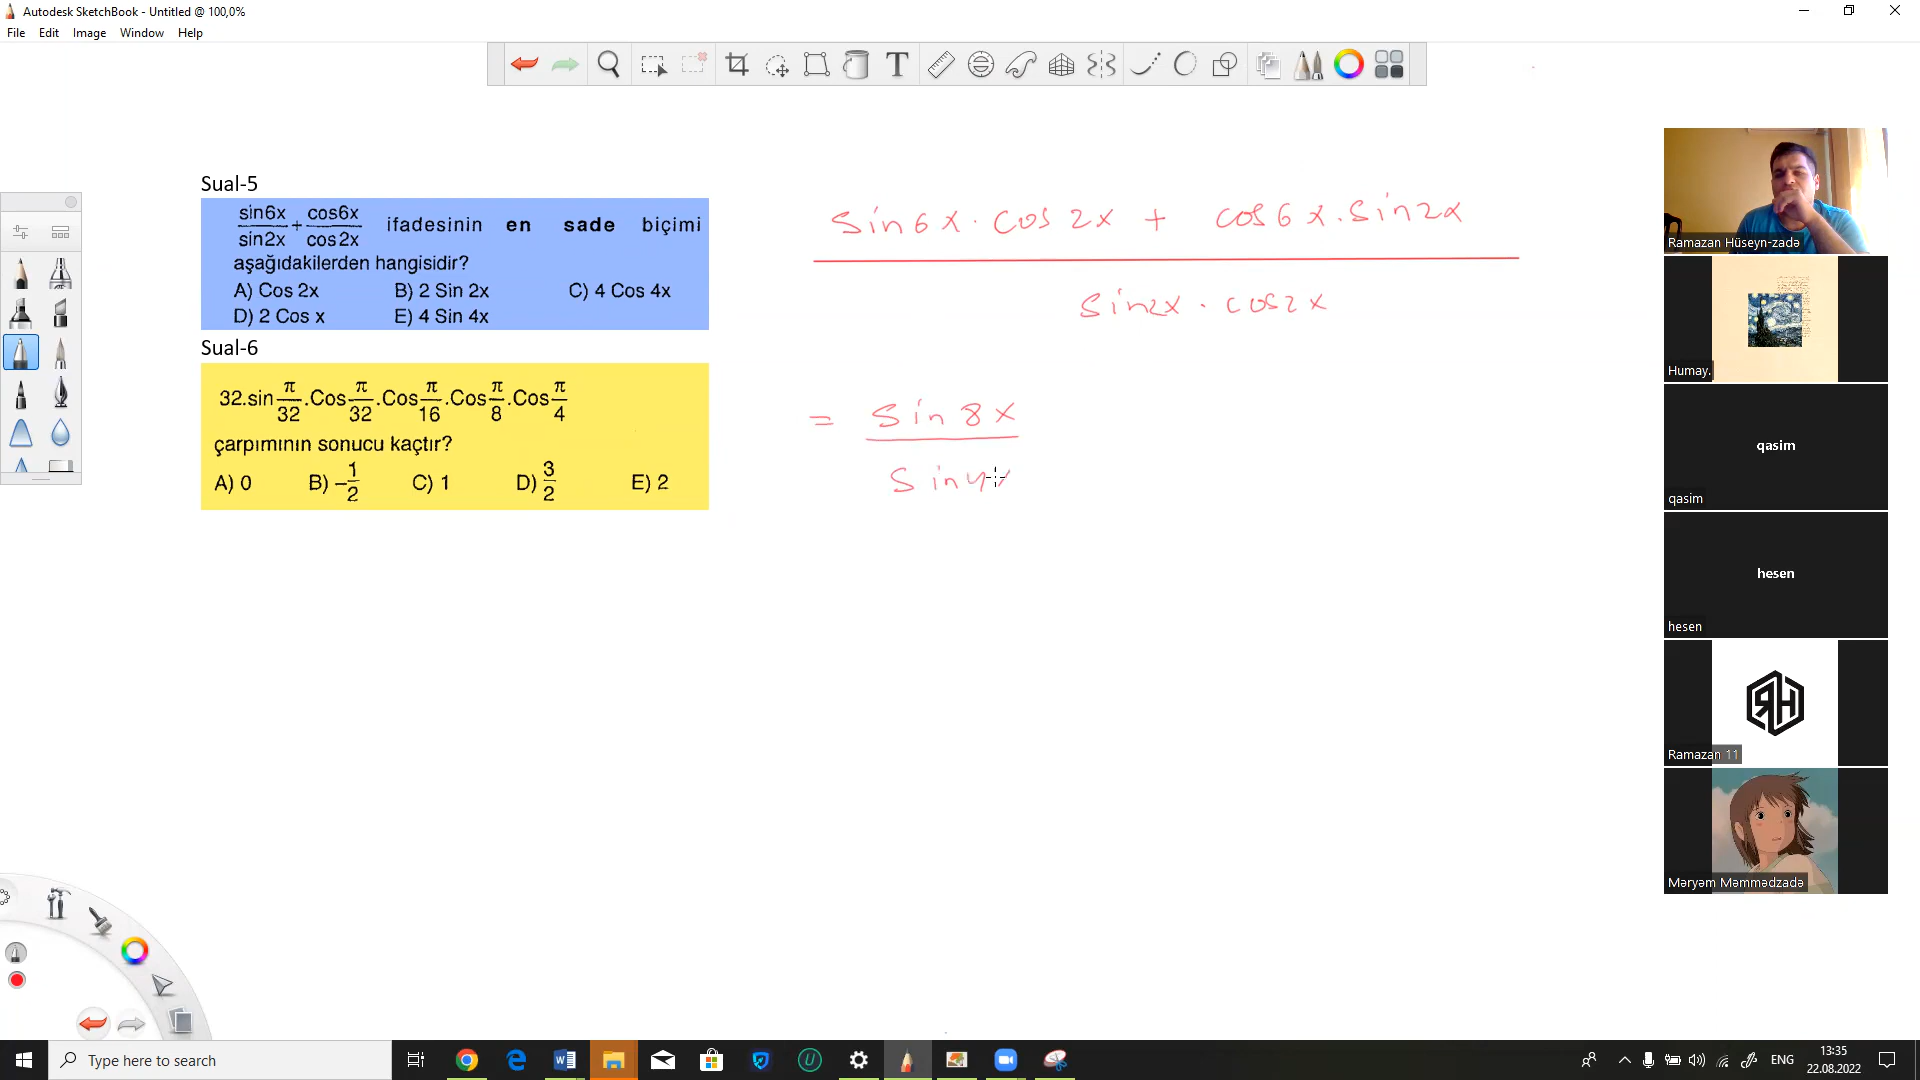 Autodesk SketchBook - Untitled @ 100,0%
File Edit Image Window Help
Sual-5
sin6x/sin2x + cos6x/cos2x ifadesinin en sade biçimi
aşağıdakilerden hangisidir?
A) Cos 2x B) 2 Sin 2x C) 4 Cos 4x
D) 2 Cos x E) 4 Sin 4x
Sual-6
32.sin π/32 .Cos π/32 .Cos π/16 .Cos π/8 .Cos π/4
çarpımının sonucu kaçtır?
A) 0 B) -1/2 C) 1 D) 3/2 E) 2
sin6x · cos2x + cos6x . sin2x
sin2x · cos2x
= sin 8x
sin4x
Ramazan Hüseyn-zadə
Humay.
qasim
qasim
hesen
hesen
RH
Ramazan 11
Məryəm Məmmədzadə
Type here to search
ENG
13:35
22.08.2022